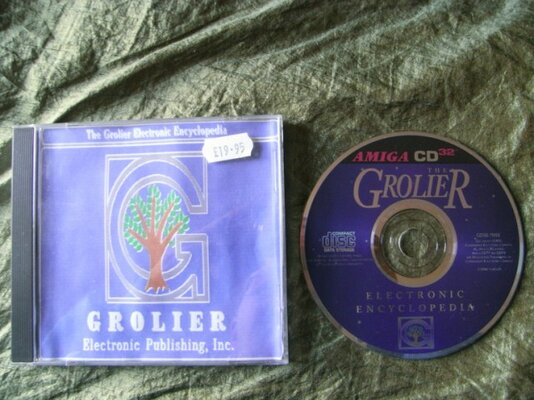 The Grolier Electronic Encyclopedia
£19.95
G
GROLIER
Electronic Publishing, Inc.
AMIGA CD32
THE
GROLIER
COMPACT
disc
DATA STORAGE
ELECTRONIC
ENCYCLOPEDIA